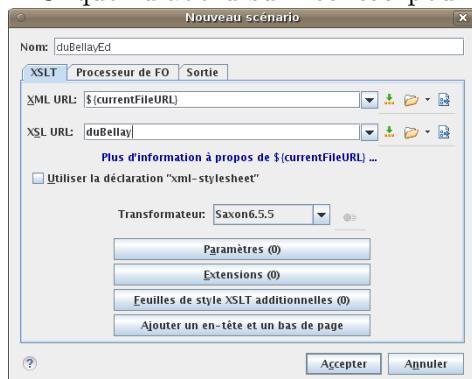 Nouveau scénario
Nom: duBellayEd
XSLT Processeur de FO Sortie
XML URL: ${currentFileURL}
XSL URL: duBellay
Plus d'information à propos de ${currentFileURL} ...
Utiliser la déclaration "xml-stylesheet"
Transformateur: Saxon6.5.5
Paramètres (0)
Extensions (0)
Feuilles de style XSLT additionnelles (0)
Ajouter un en-tête et un bas de page
? Accepter Annuler